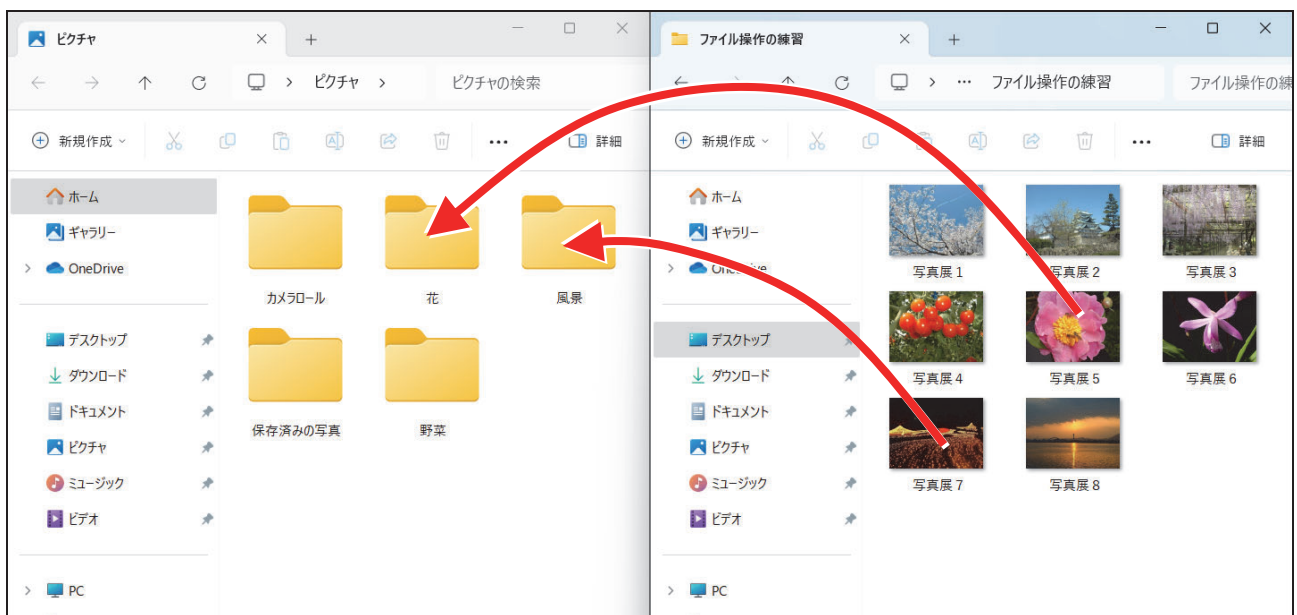 ピクチャ
ピクチャ
ピクチャの検索
新規作成
詳細
ホーム
ギャラリー
OneDrive
デスクトップ
ダウンロード
ドキュメント
ピクチャ
ミュージック
ビデオ
PC
カメラロール
花
風景
保存済みの写真
野菜
ファイル操作の練習
… ファイル操作の練習
ファイル操作の練
新規作成
詳細
ホーム
ギャラリー
OneDrive
デスクトップ
ダウンロード
ドキュメント
ピクチャ
ミュージック
ビデオ
PC
写真展 1
写真展 2
写真展 3
写真展 4
写真展 5
写真展 6
写真展 7
写真展 8